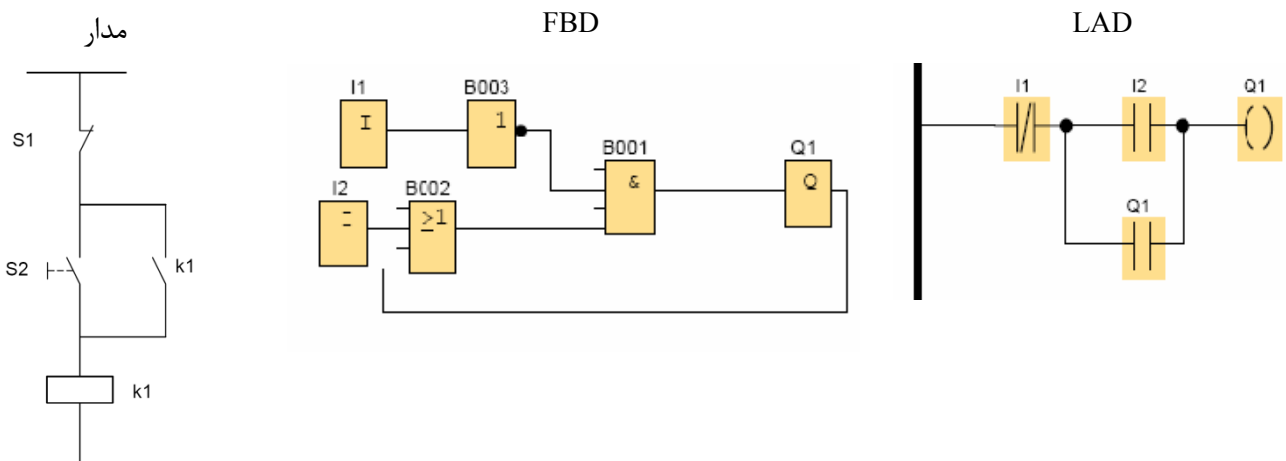 مدار
FBD
LAD
S1
S2
k1
k1
I1
I
B003
1
I2
I
B002
≥1
B001
&
Q1
Q
I1
I2
Q1
Q1